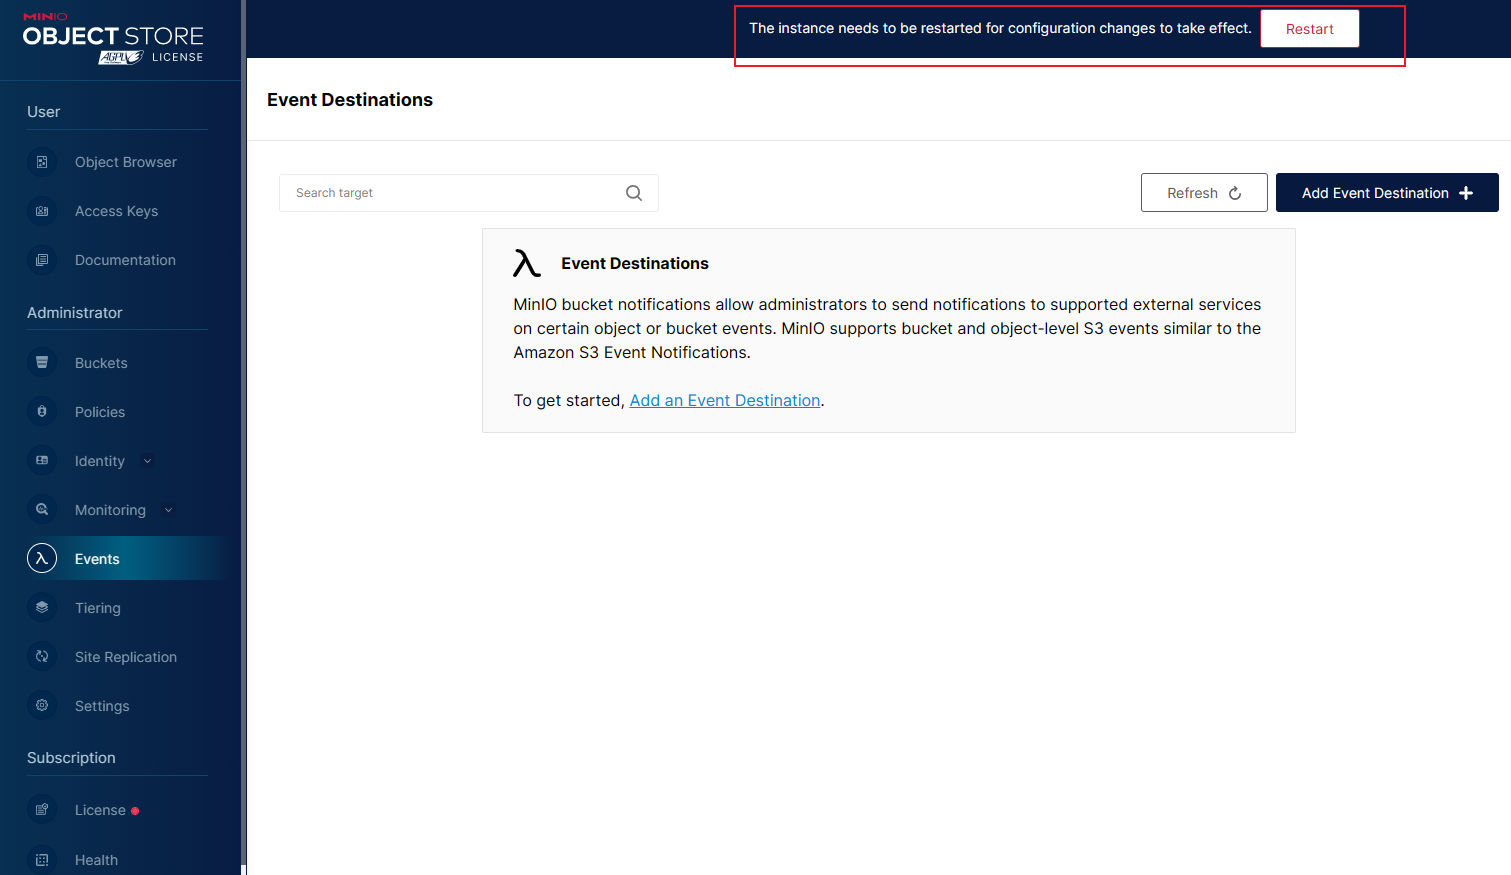 MINIO
OBJECT STORE
AGPLv3 LICENSE
The instance needs to be restarted for configuration changes to take effect. Restart
User
Object Browser
Access Keys
Documentation
Administrator
Buckets
Policies
Identity
Monitoring
Events
Tiering
Site Replication
Settings
Subscription
License
Health
Event Destinations
Search target
Refresh
Add Event Destination
Event Destinations
MinIO bucket notifications allow administrators to send notifications to supported external services
on certain object or bucket events. MinIO supports bucket and object-level S3 events similar to the
Amazon S3 Event Notifications.
To get started, Add an Event Destination.